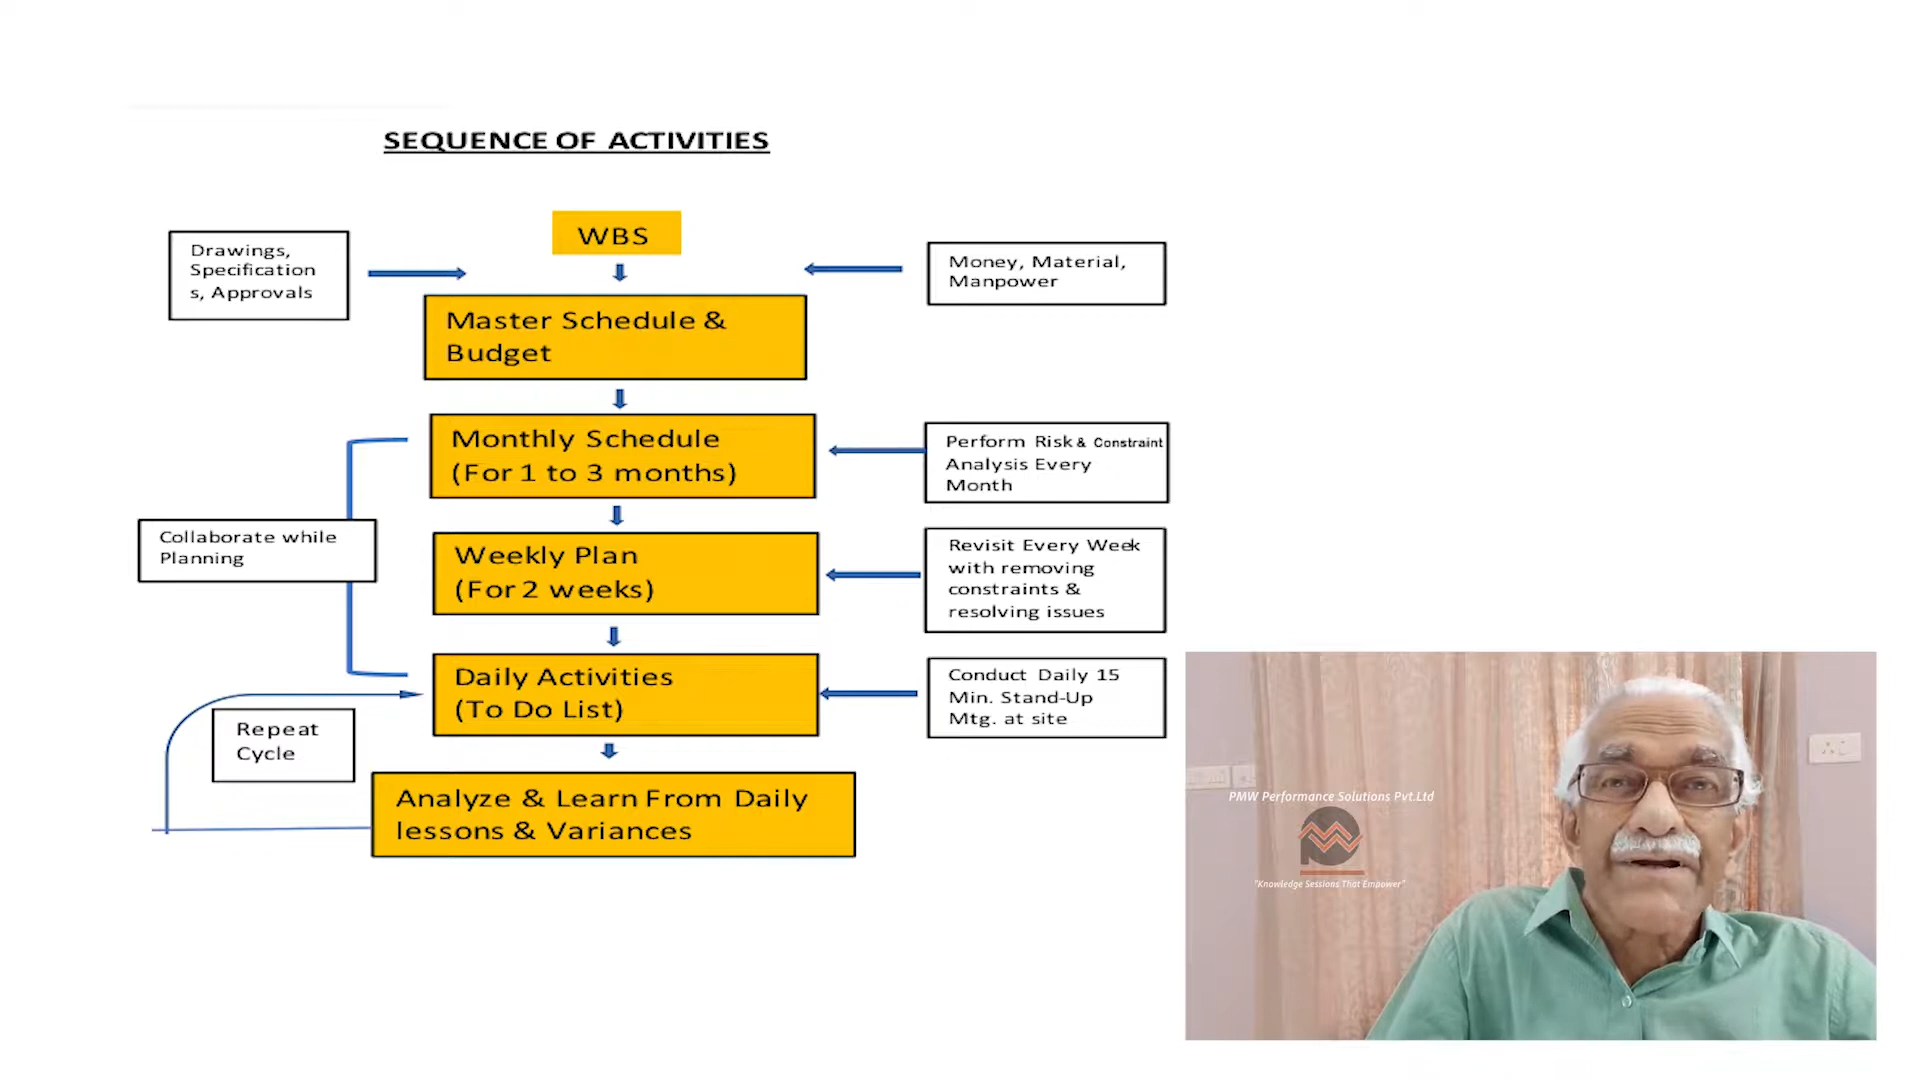 SEQUENCE OF ACTIVITIES
WBS
Drawings,
Specification
s, Approvals
Money, Material,
Manpower
Master Schedule &
Budget
Monthly Schedule
(For 1 to 3 months)
Perform Risk & Constraint
Analysis Every
Month
Collaborate while
Planning
Weekly Plan
(For 2 weeks)
Revisit Every Week
with removing
constraints &
resolving issues
Daily Activities
(To Do List)
Conduct Daily 15
Min. Stand-Up
Mtg. at site
Repeat
Cycle
Analyze & Learn From Daily
lessons & Variances
PMW Performance Solutions Pvt.Ltd
"Knowledge Sessions That Empower"